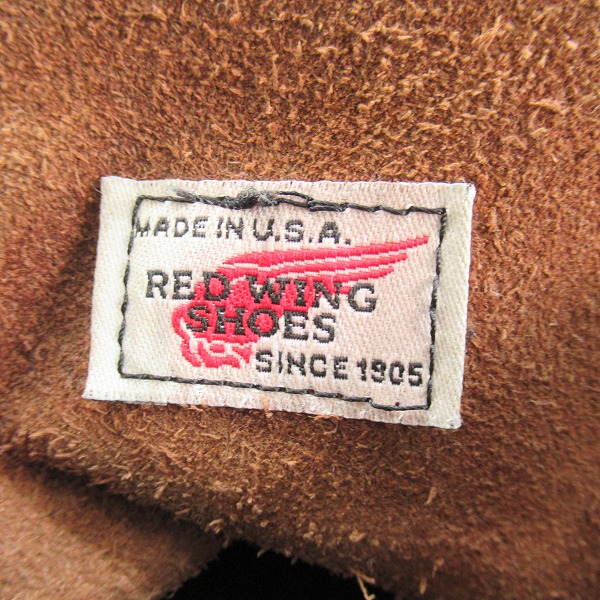 MADE IN U.S.A.
RED WING
SHOES
SINCE 1905